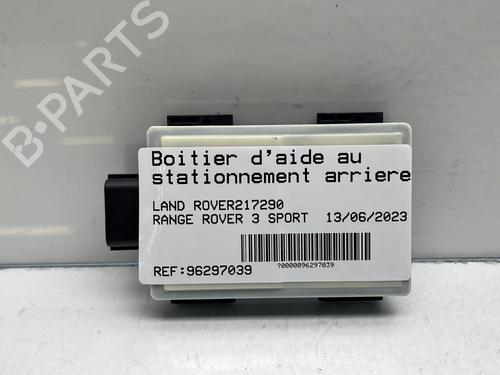 B-PARTS
Boitier d'aide au
stationnement arriere
LAND ROVER217290
RANGE ROVER 3 SPORT 13/06/2023
REF:96297039
?0000096297039